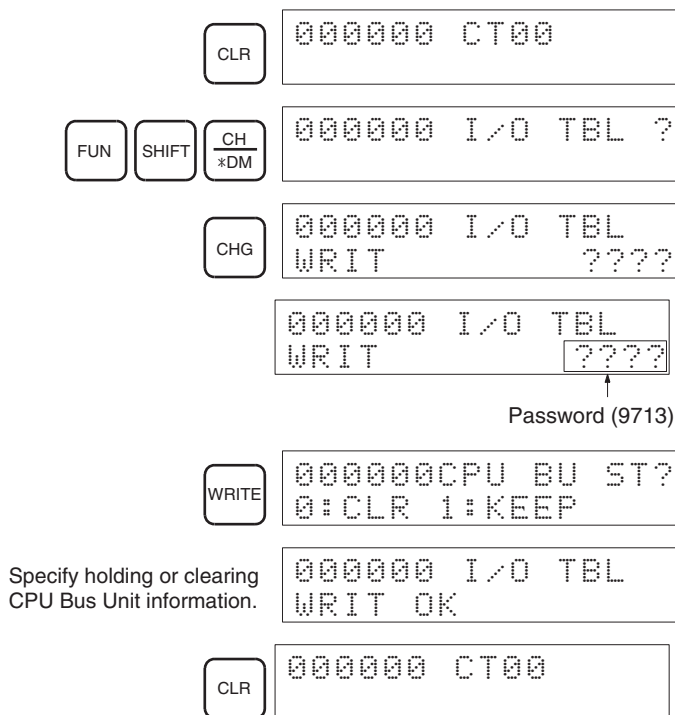 CLR
000000 CT00
FUN SHIFT CH
*DM
000000 I/O TBL ?
CHG
000000 I/O TBL
WRIT ????
000000 I/O TBL
WRIT ????
Password (9713)
WRITE
000000CPU BU ST?
0:CLR 1:KEEP
Specify holding or clearing
CPU Bus Unit information.
000000 I/O TBL
WRIT OK
CLR
000000 CT00